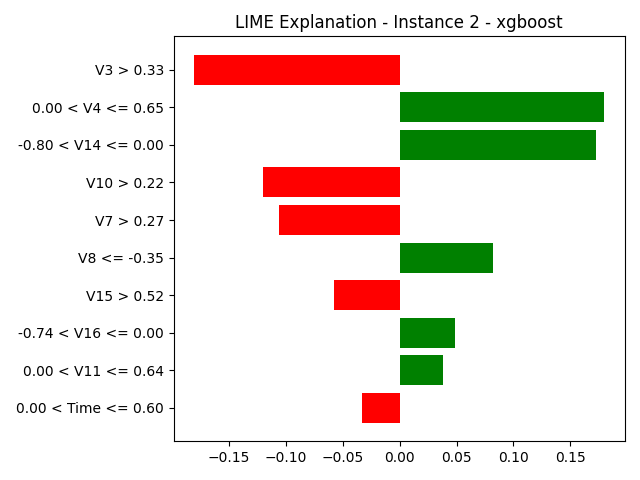 LIME Explanation - Instance 2 - xgboost
V3 > 0.33
0.00 < V4 <= 0.65
-0.80 < V14 <= 0.00
V10 > 0.22
V7 > 0.27
V8 <= -0.35
V15 > 0.52
-0.74 < V16 <= 0.00
0.00 < V11 <= 0.64
0.00 < Time <= 0.60
−0.15 −0.10 −0.05 0.00 0.05 0.10 0.15